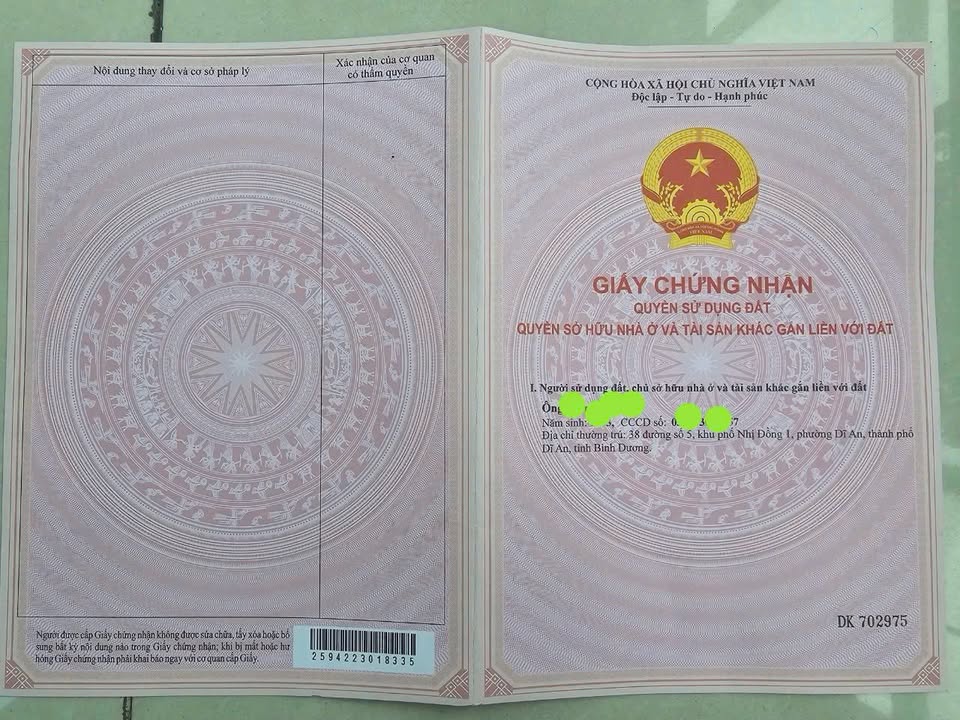 Nội dung thay đổi và cơ sở pháp lý
Xác nhận của cơ quan
có thẩm quyền
Người được cấp Giấy chứng nhận không được sửa chữa, tẩy xóa hoặc bổ
sung bất kỳ nội dung nào trong Giấy chứng nhận; khi bị mất hoặc hư
hỏng Giấy chứng nhận phải khai báo ngay với cơ quan cấp Giấy.
2594223018335
CỘNG HÒA XÃ HỘI CHỦ NGHĨA VIỆT NAM
Độc lập - Tự do - Hạnh phúc
VIỆT NAM
GIẤY CHỨNG NHẬN
QUYỀN SỬ DỤNG ĐẤT
QUYỀN SỞ HỮU NHÀ Ở VÀ TÀI SẢN KHÁC GẮN LIỀN VỚI ĐẤT
I. Người sử dụng đất, chủ sở hữu nhà ở và tài sản khác gắn liền với đất
Ông
Năm sinh: CCCD số:
Địa chỉ thường trú: 38 đường số 5, khu phố Nhị Đồng 1, phường Dĩ An, thành phố
Dĩ An, tỉnh Bình Dương.
DK 702975